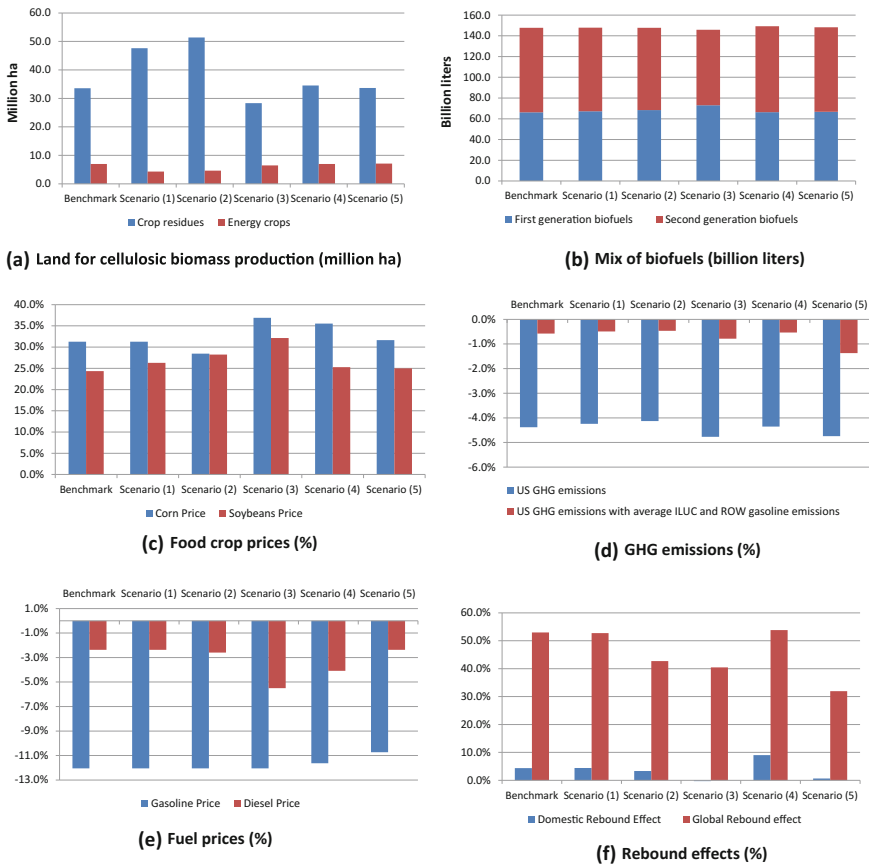 60.0
50.0
40.0
30.0
20.0
10.0
0.0
Million ha
Benchmark Scenario (1) Scenario (2) Scenario (3) Scenario (4) Scenario (5)
Crop residues Energy crops
(a) Land for cellulosic biomass production (million ha)
160.0
140.0
120.0
100.0
80.0
60.0
40.0
20.0
0.0
Billion liters
Benchmark Scenario (1) Scenario (2) Scenario (3) Scenario (4) Scenario (5)
First generation biofuels Second generation biofuels
(b) Mix of biofuels (billion liters)
40.0%
35.0%
30.0%
25.0%
20.0%
15.0%
10.0%
5.0%
0.0%
Benchmark Scenario (1) Scenario (2) Scenario (3) Scenario (4) Scenario (5)
Corn Price Soybeans Price
(c) Food crop prices (%)
Benchmark Scenario (1) Scenario (2) Scenario (3) Scenario (4) Scenario (5)
0.0%
-1.0%
-2.0%
-3.0%
-4.0%
-5.0%
-6.0%
US GHG emissions
US GHG emissions with average ILUC and ROW gasoline emissions
(d) GHG emissions (%)
Benchmark Scenario (1) Scenario (2) Scenario (3) Scenario (4) Scenario (5)
1.0%
-1.0%
-3.0%
-5.0%
-7.0%
-9.0%
-11.0%
-13.0%
Gasoline Price Diesel Price
(e) Fuel prices (%)
60.0%
50.0%
40.0%
30.0%
20.0%
10.0%
0.0%
Benchmark Scenario (1) Scenario (2) Scenario (3) Scenario (4) Scenario (5)
Domestic Rebound Effect Global Rebound effect
(f) Rebound effects (%)